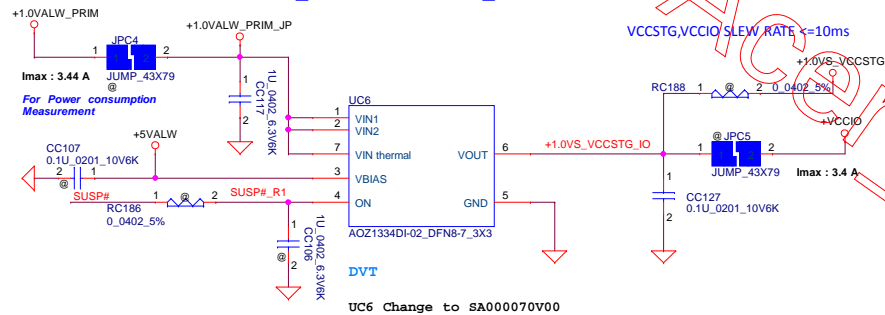 +1.0VALW_PRIM
+1.0VALW_PRIM_JP
VCCSTG,VCCIO SLEW RATE <=10ms
JPC4
1 2
JUMP_43X79
@
Imax : 3.44 A
For Power consumption
Measurement
1
2
CC117
1U_0402_6.3V6K
UC6
+1.0VS_VCCSTG
RC188 1 @ 2 0_0402_5%
+VCCIO
1 VIN1
2 VIN2
7 VIN thermal
VOUT 6
+1.0VS_VCCSTG_IO
@ JPC5
1 2
JUMP_43X79
Imax : 3.4 A
+5VALW
CC107
0.1U_0201_10V6K
2 1
@
3 VBIAS
SUSP#
1 @ 2
RC186
0_0402_5%
SUSP#_R1
4 ON
GND 5
AOZ1334DI-02_DFN8-7_3X3
1
2
CC127
0.1U_0201_10V6K
1
@
2
CC106
1U_0402_6.3V6K
DVT
UC6 Change to SA000070V00